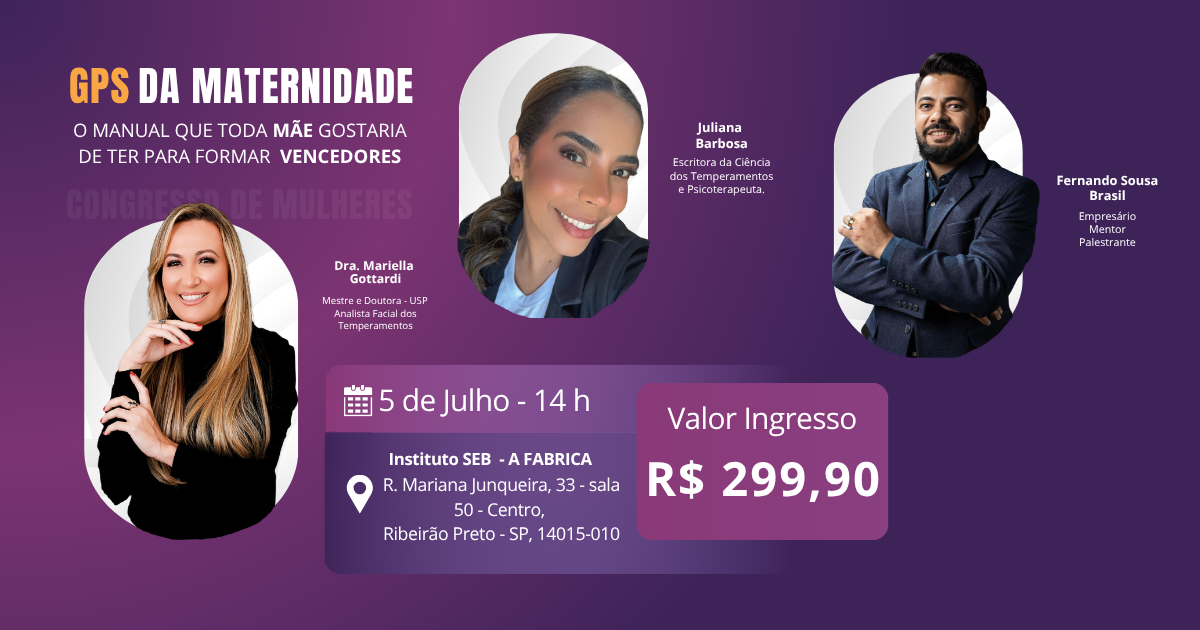 GPS DA MATERNIDADE
O MANUAL QUE TODA MÃE GOSTARIA
DE TER PARA FORMAR VENCEDORES
CONGRESSO DE MULHERES
Dra. Mariella
Gottardi
Mestre e Doutora - USP
Analista Facial dos
Temperamentos
Juliana
Barbosa
Escritora da Ciência
dos Temperamentos
e Psicoterapeuta.
Fernando Sousa
Brasil
Empresário
Mentor
Palestrante
5 de Julho - 14 h
Instituto SEB - A FABRICA
R. Mariana Junqueira, 33 - sala
50 - Centro,
Ribeirão Preto - SP, 14015-010
Valor Ingresso
R$ 299,90